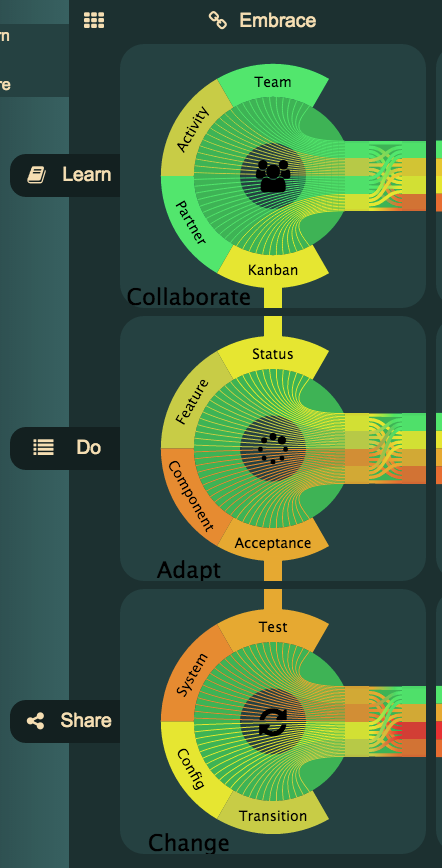 rn
re
Embrace
Learn
Team
Activity
Partner
Kanban
Collaborate
Do
Status
Feature
Component
Acceptance
Adapt
Share
Test
System
Config
Transition
Change